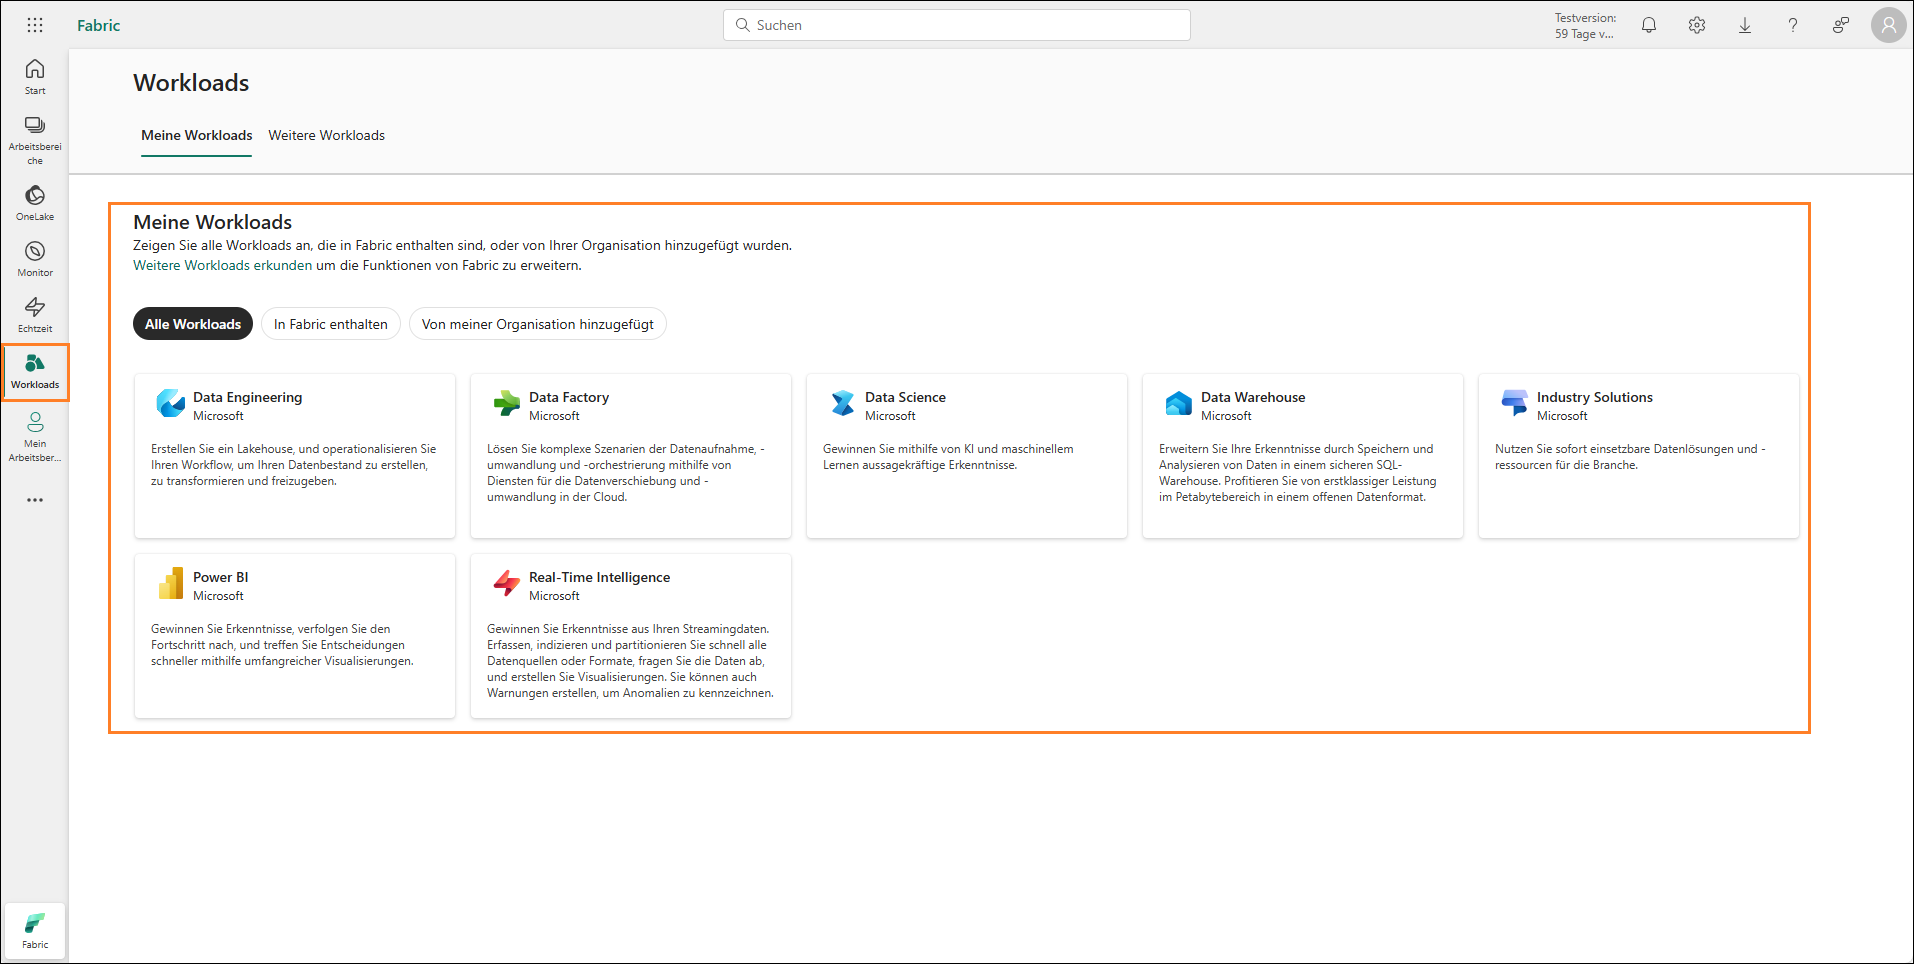 Fabric
Suchen
Testversion:
59 Tage v...
Start
Arbeitsberei
che
OneLake
Monitor
Echtzeit
Workloads
Mein
Arbeitsber...
Fabric
Workloads
Meine Workloads Weitere Workloads
Meine Workloads
Zeigen Sie alle Workloads an, die in Fabric enthalten sind, oder von Ihrer Organisation hinzugefügt wurden.
Weitere Workloads erkunden um die Funktionen von Fabric zu erweitern.
Alle Workloads In Fabric enthalten Von meiner Organisation hinzugefügt
Data Engineering
Microsoft
Erstellen Sie ein Lakehouse, und operationalisieren Sie
Ihren Workflow, um Ihren Datenbestand zu erstellen,
zu transformieren und freizugeben.
Data Factory
Microsoft
Lösen Sie komplexe Szenarien der Datenaufnahme, -
umwandlung und -orchestrierung mithilfe von
Diensten für die Datenverschiebung und -
umwandlung in der Cloud.
Data Science
Microsoft
Gewinnen Sie mithilfe von KI und maschinellem
Lernen aussagekräftige Erkenntnisse.
Data Warehouse
Microsoft
Erweitern Sie Ihre Erkenntnisse durch Speichern und
Analysieren von Daten in einem sicheren SQL-
Warehouse. Profitieren Sie von erstklassiger Leistung
im Petabytebereich in einem offenen Datenformat.
Industry Solutions
Microsoft
Nutzen Sie sofort einsetzbare Datenlösungen und -
ressourcen für die Branche.
Power BI
Microsoft
Gewinnen Sie Erkenntnisse, verfolgen Sie den
Fortschritt nach, und treffen Sie Entscheidungen
schneller mithilfe umfangreicher Visualisierungen.
Real-Time Intelligence
Microsoft
Gewinnen Sie Erkenntnisse aus Ihren Streamingdaten.
Erfassen, indizieren und partitionieren Sie schnell alle
Datenquellen oder Formate, fragen Sie die Daten ab,
und erstellen Sie Visualisierungen. Sie können auch
Warnungen erstellen, um Anomalien zu kennzeichnen.